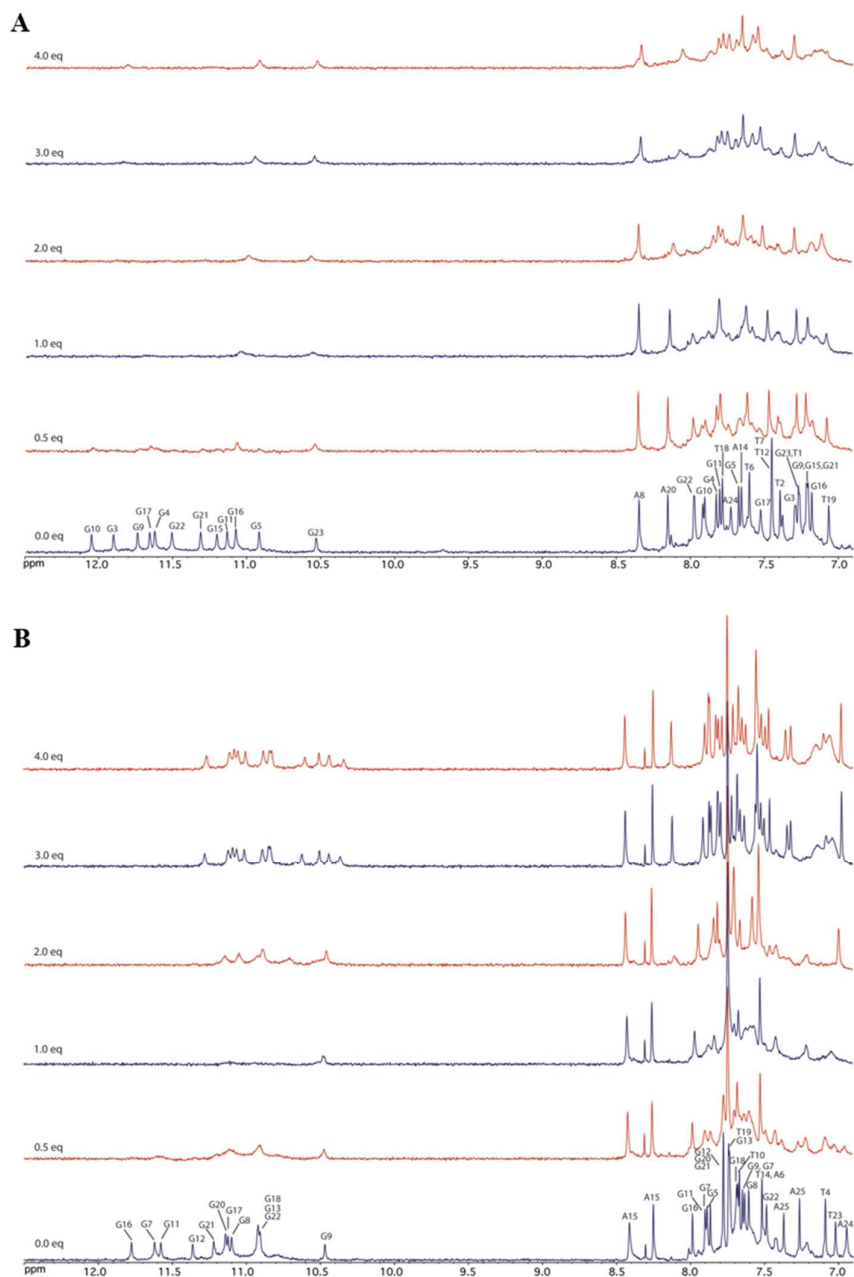 A
4.0 eq
3.0 eq
2.0 eq
1.0 eq
0.5 eq
0.0 eq
G10 G3 G9 G17 G4 G22 G21 G15 G11 G16 G5 G23
A8 A20 G22 G10 G4 G11 T18 A24 G5 A14 T6 G17 T7 T12 T2 G23,T1 G3 G9,G15,G21 G16 T19
ppm 12.0 11.5 11.0 10.5 10.0 9.5 9.0 8.5 8.0 7.5 7.0
B
4.0 eq
3.0 eq
2.0 eq
1.0 eq
0.5 eq
0.0 eq
G16 G7 G11 G12 G21 G20 G17 G8 G18 G13 G22 G9
A15 A15 G16 G11 G7 G5 G12 G20 G21 T19 G13 G18 T10 G9, G7 G8 T14, A6 G22 A25 A25 T4 T23 A24
ppm 12.0 11.5 11.0 10.5 10.0 9.5 9.0 8.5 8.0 7.5 7.0